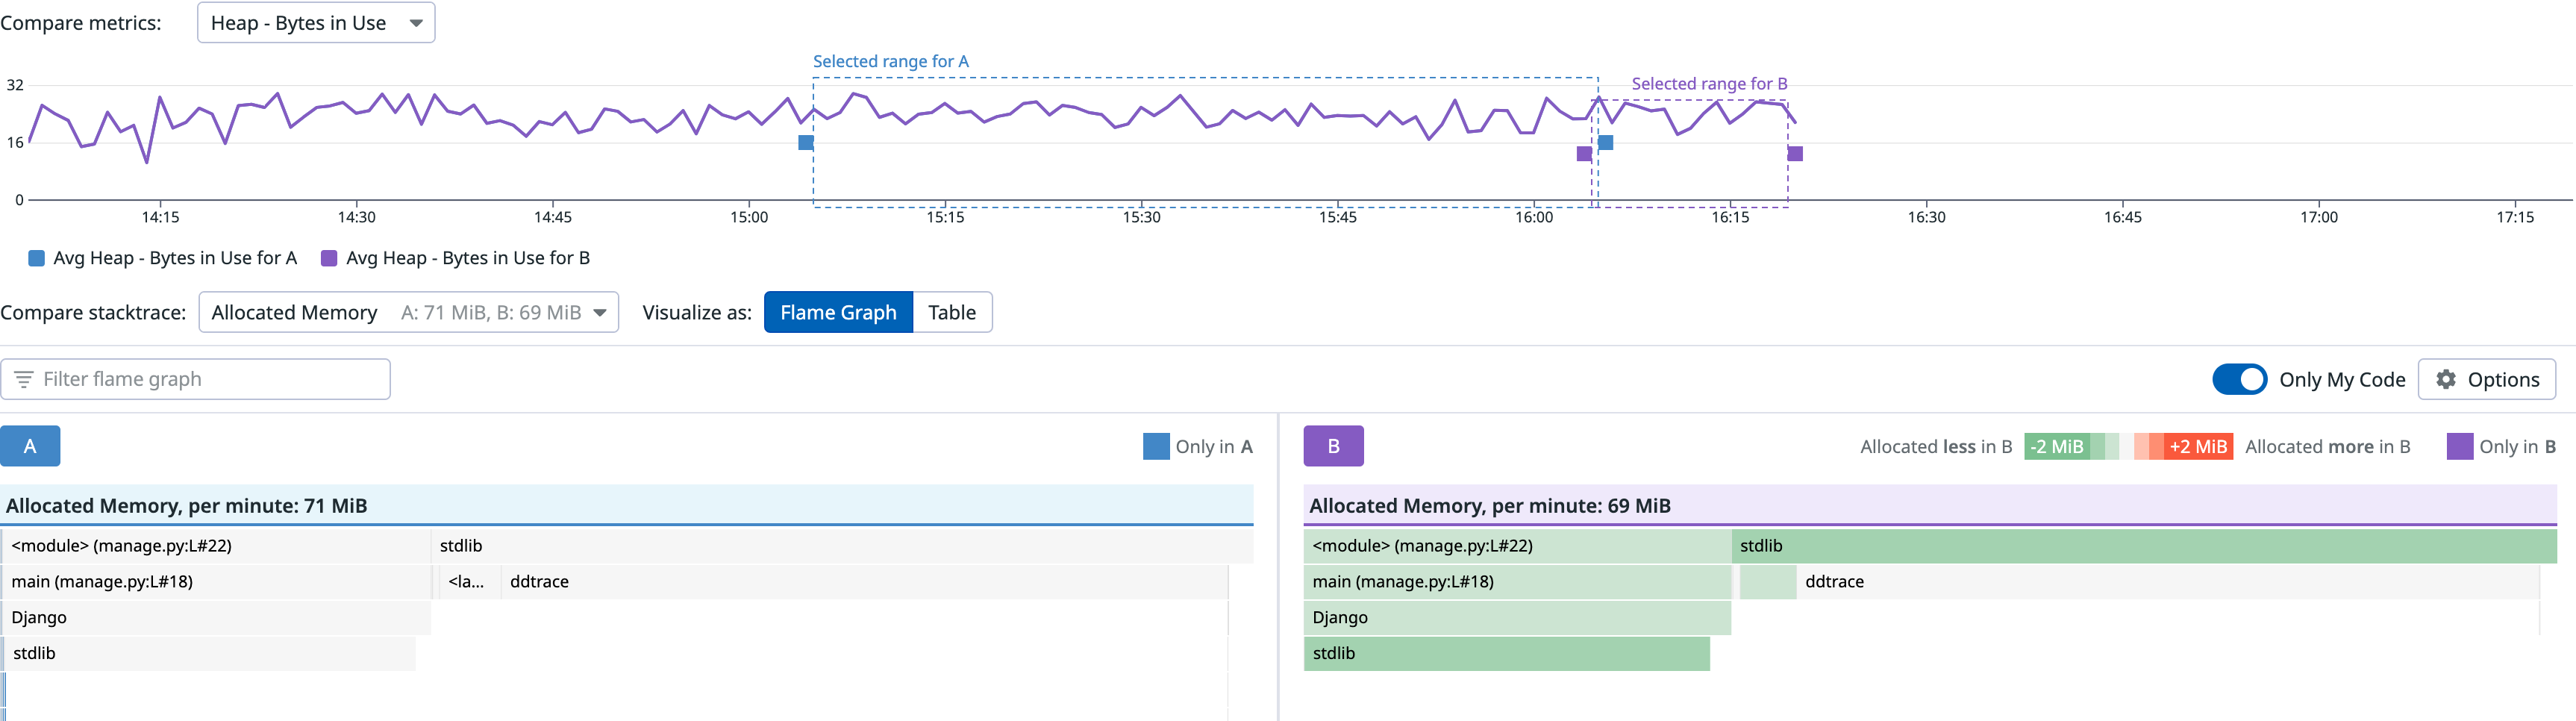 Compare metrics: Heap - Bytes in Use
Selected range for A
Selected range for B
32
16
0
14:15 14:30 14:45 15:00 15:15 15:30 15:45 16:00 16:15 16:30 16:45 17:00 17:15
Avg Heap - Bytes in Use for A Avg Heap - Bytes in Use for B
Compare stacktrace: Allocated Memory A: 71 MiB, B: 69 MiB Visualize as: Flame Graph Table
Filter flame graph Only My Code Options
A Only in A
Allocated Memory, per minute: 71 MiB
<module> (manage.py:L#22) stdlib
main (manage.py:L#18) <la... ddtrace
Django
stdlib
B Allocated less in B -2 MiB +2 MiB Allocated more in B Only in B
Allocated Memory, per minute: 69 MiB
<module> (manage.py:L#22) stdlib
main (manage.py:L#18) ddtrace
Django
stdlib